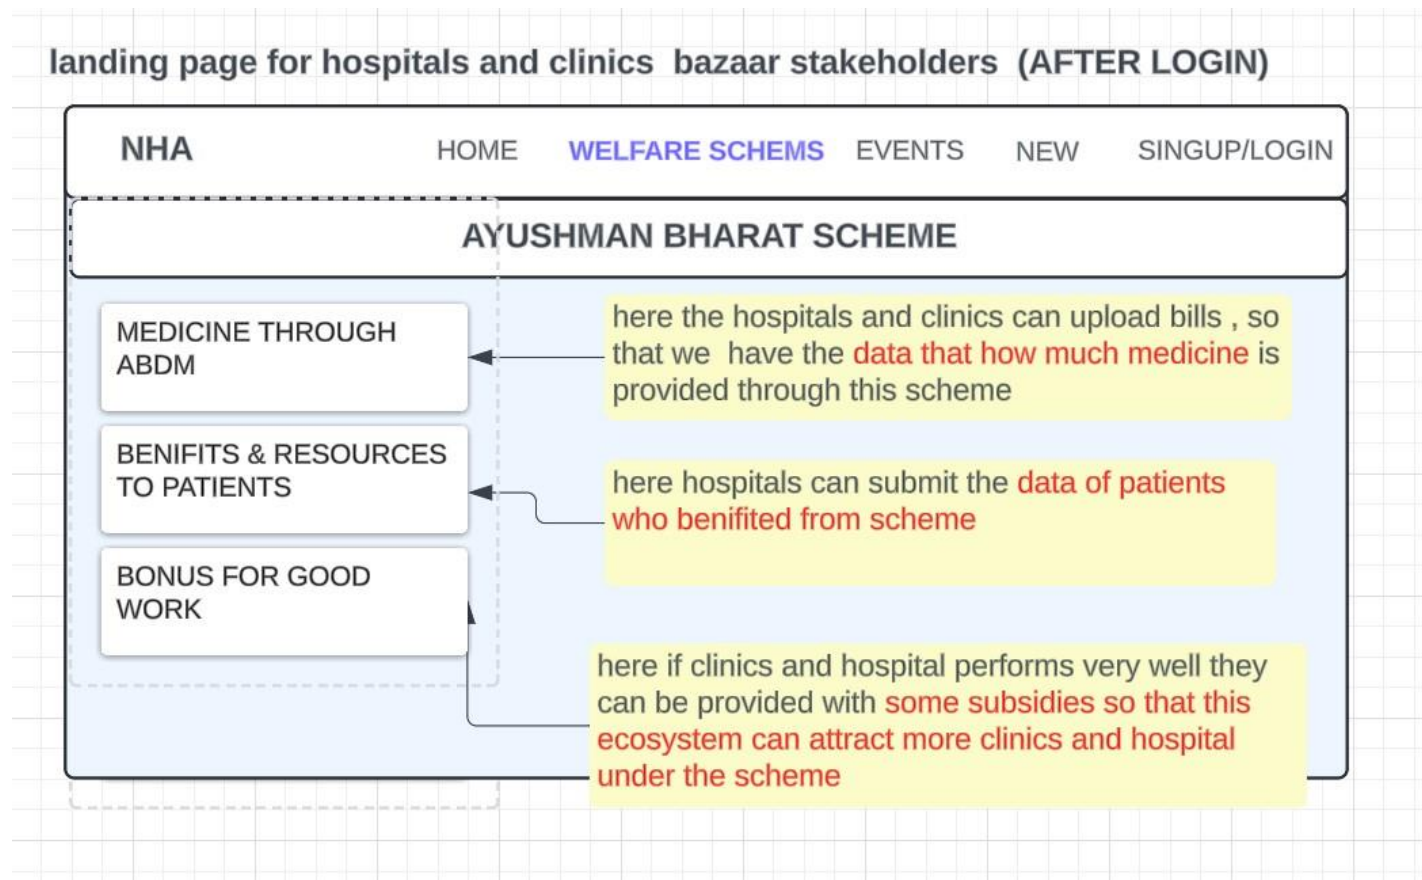 landing page for hospitals and clinics bazaar stakeholders (AFTER LOGIN)
NHA HOME WELFARE SCHEMS EVENTS NEW SINGUP/LOGIN
AYUSHMAN BHARAT SCHEME
MEDICINE THROUGH
ABDM
here the hospitals and clinics can upload bills , so
that we have the data that how much medicine is
provided through this scheme
BENIFITS & RESOURCES
TO PATIENTS
here hospitals can submit the data of patients
who benifited from scheme
BONUS FOR GOOD
WORK
here if clinics and hospital performs very well they
can be provided with some subsidies so that this
ecosystem can attract more clinics and hospital
under the scheme